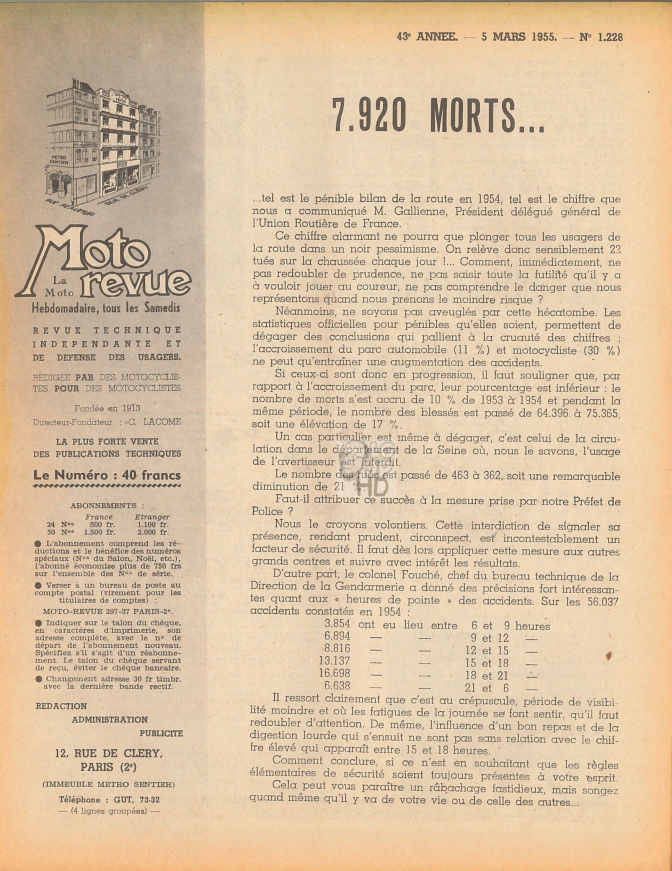 43e ANNEE. — 5 MARS 1955. — No 1.228
METRO
SENTIER
RUE DE CLERY
Moto
revue
La
Moto
Hebdomadaire, tous les Samedis
REVUE TECHNIQUE
INDEPENDANTE ET
DE DEFENSE DES USAGERS.
RÉDIGÉE PAR DES MOTOCYCLIS-
TES POUR DES MOTOCYCLISTES
Fondée en 1913
Directeur-Fondateur : C. LACOME
LA PLUS FORTE VENTE
DES PUBLICATIONS TECHNIQUES
Le Numéro : 40 francs
ABONNEMENTS :
France Etranger
24 Nos 800 fr. 1.100 fr.
50 Nos 1.500 fr. 2.000 fr.
● L'abonnement comprend les ré-
ductions et le bénéfice des numéros
spéciaux (Nos du Salon, Noël, etc.),
l'abonné économise plus de 750 frs
sur l'ensemble des Nos de série.
● Verser à un bureau de poste au
compte postal (virement pour les
titulaires de comptes) :
MOTO-REVUE 297-37 PARIS-2e.
● Indiquer sur le talon du chèque,
en caractères d'imprimerie, son
adresse complète, avec le no de
départ de l'abonnement nouveau.
Spécifies s'il s'agit d'un réabonne-
ment. Le talon du chèque servant
de reçu, éviter le chèque bancaire.
● Changement adresse 30 fr timbr.
avec la dernière bande rectif.
REDACTION
ADMINISTRATION
PUBLICITE
12, RUE DE CLERY,
PARIS (2e)
(IMMEUBLE METRO SENTIER)
Téléphone : GUT. 73-32
— (4 lignes groupées) —
7.920 MORTS...
...tel est le pénible bilan de la route en 1954, tel est le chiffre que
nous a communiqué M. Gallienne, Président délégué général de
l'Union Routière de France.
Ce chiffre alarmant ne pourra que plonger tous les usagers de
la route dans un noir pessimisme. On relève donc sensiblement 22
tués sur la chaussée chaque jour !... Comment, immédiatement, ne
pas redoubler de prudence, ne pas saisir toute la futilité qu'il y a
à vouloir jouer au coureur, ne pas comprendre le danger que nous
représentons quand nous prenons le moindre risque ?
Néanmoins, ne soyons pas aveuglés par cette hécatombe. Les
statistiques officielles pour pénibles qu'elles soient, permettent de
dégager des conclusions qui pallient à la cruauté des chiffres ;
l'accroissement du parc automobile (11 %) et motocycliste (30 %)
ne peut qu'entraîner une augmentation des accidents.
Si ceux-ci sont donc en progression, il faut souligner que, par
rapport à l'accroissement du parc, leur pourcentage est inférieur : le
nombre de morts s'est accru de 10 % de 1953 à 1954 et pendant la
même période, le nombre des blessés est passé de 64.396 à 75.365,
soit une élévation de 17 %.
Un cas particulier est même à dégager, c'est celui de la circu-
lation dans le département de la Seine où, nous le savons, l'usage
de l'avertisseur est interdit.
Le nombre des tués est passé de 463 à 362, soit une remarquable
diminution de 21 %.
HD
Faut-il attribuer ce succès à la mesure prise par notre Préfet de
Police ?
Nous le croyons volontiers. Cette interdiction de signaler sa
présence, rendant prudent, circonspect, est incontestablement un
facteur de sécurité. Il faut dès lors appliquer cette mesure aux autres
grands centres et suivre avec intérêt les résultats.
D'autre part, le colonel Fouché, chef du bureau technique de la
Direction de la Gendarmerie a donné des précisions fort intéressan-
tes quant aux « heures de pointe » des accidents. Sur les 56.037
accidents constatés en 1954 :
3.854 ont eu lieu entre 6 et 9 heures
6.894 — — 9 et 12 —
8.816 — — 12 et 15 —
13.137 — — 15 et 18 —
16.698 — — 18 et 21 —
6.638 — — 21 et 6 —
Il ressort clairement que c'est au crépuscule, période de visibi-
lité moindre et où les fatigues de la journée se font sentir, qu'il faut
redoubler d'attention. De même, l'influence d'un bon repas et de la
digestion lourde qui s'ensuit ne sont pas sans relation avec le chif-
fre élevé qui apparaît entre 15 et 18 heures.
Comment conclure, si ce n'est en souhaitant que les règles
élémentaires de sécurité soient toujours présentes à votre esprit.
Cela peut vous paraître un râbachage fastidieux, mais songez
quand même qu'il y va de votre vie ou de celle des autres...